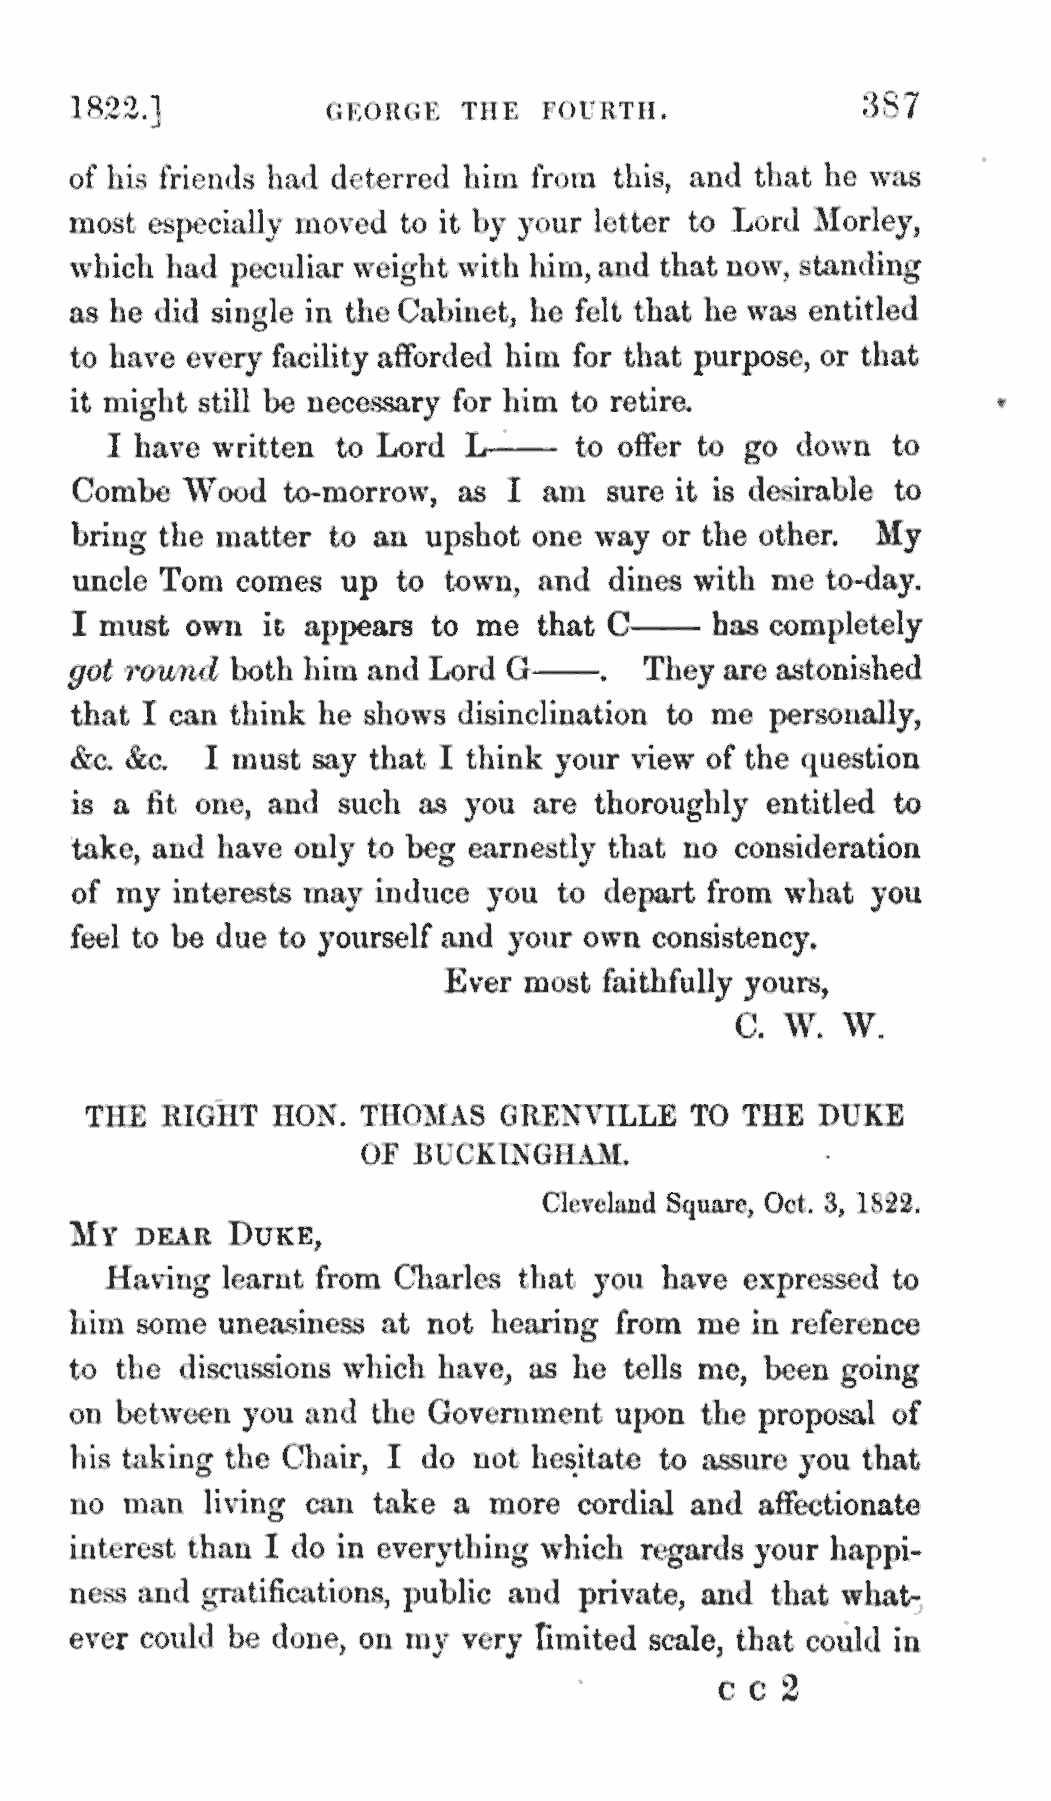 1822.] GEORGE THE FOURTH. 387
of his friends had deterred him from this, and that he was
most especially moved to it by your letter to Lord Morley,
which had peculiar weight with him, and that now, standing
as he did single in the Cabinet, he felt that he was entitled
to have every facility afforded him for that purpose, or that
it might still be necessary for him to retire.
I have written to Lord L—— to offer to go down to
Combe Wood to-morrow, as I am sure it is desirable to
bring the matter to an upshot one way or the other. My
uncle Tom comes up to town, and dines with me to-day.
I must own it appears to me that C—— has completely
got round both him and Lord G——. They are astonished
that I can think he shows disinclination to me personally,
&c. &c. I must say that I think your view of the question
is a fit one, and such as you are thoroughly entitled to
take, and have only to beg earnestly that no consideration
of my interests may induce you to depart from what you
feel to be due to yourself and your own consistency.
Ever most faithfully yours,
C. W. W.
THE RIGHT HON. THOMAS GRENVILLE TO THE DUKE
OF BUCKINGHAM.
Cleveland Square, Oct. 3, 1822.
MY DEAR DUKE,
Having learnt from Charles that you have expressed to
him some uneasiness at not hearing from me in reference
to the discussions which have, as he tells me, been going
on between you and the Government upon the proposal of
his taking the Chair, I do not hesitate to assure you that
no man living can take a more cordial and affectionate
interest than I do in everything which regards your happi-
ness and gratifications, public and private, and that what-
ever could be done, on my very limited scale, that could in
C C 2